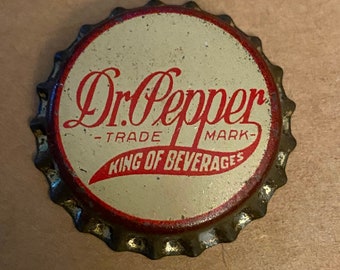 Dr. Pepper
-TRADE MARK-
KING OF BEVERAGES